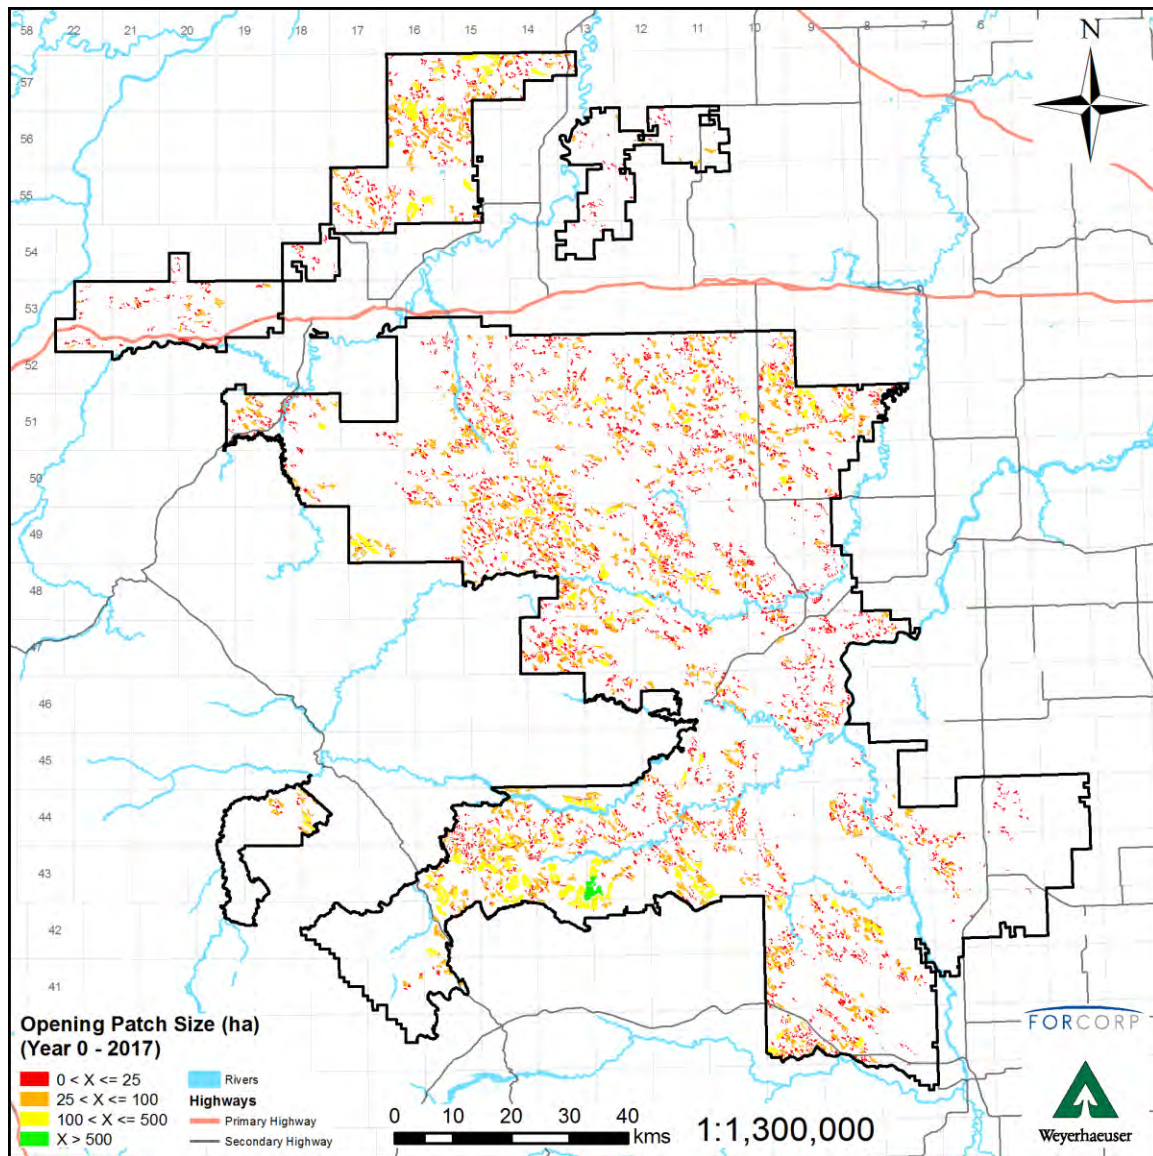 58 22 21 20 19 18 17 16 15 14 13 12 11 10 9 8 7 6
N
57
56
55
54
53
52
51
50
49
48
47
46
45
44
43
42
41
Opening Patch Size (ha)
(Year 0 - 2017)
0 < X <= 25
25 < X <= 100
100 < X <= 500
X > 500
Rivers
Highways
Primary Highway
Secondary Highway
0 10 20 30 40
kms
1:1,300,000
FORCORP
Weyerhaeuser